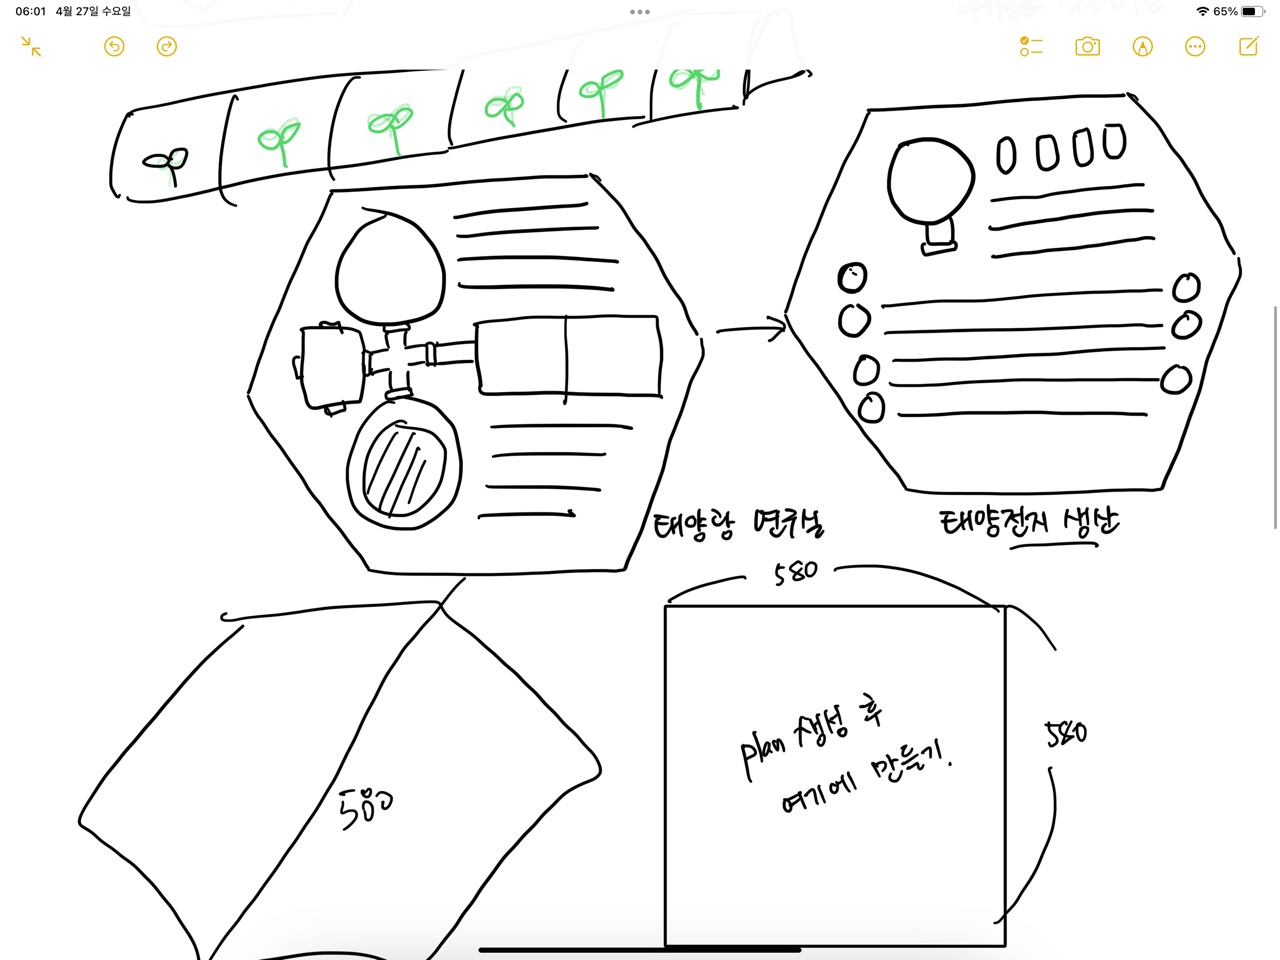 06:01 4월 27일 수요일
65%
태양광 연구실
태양전지 생산
580
580
plan 생성 후
여기에 만들기.